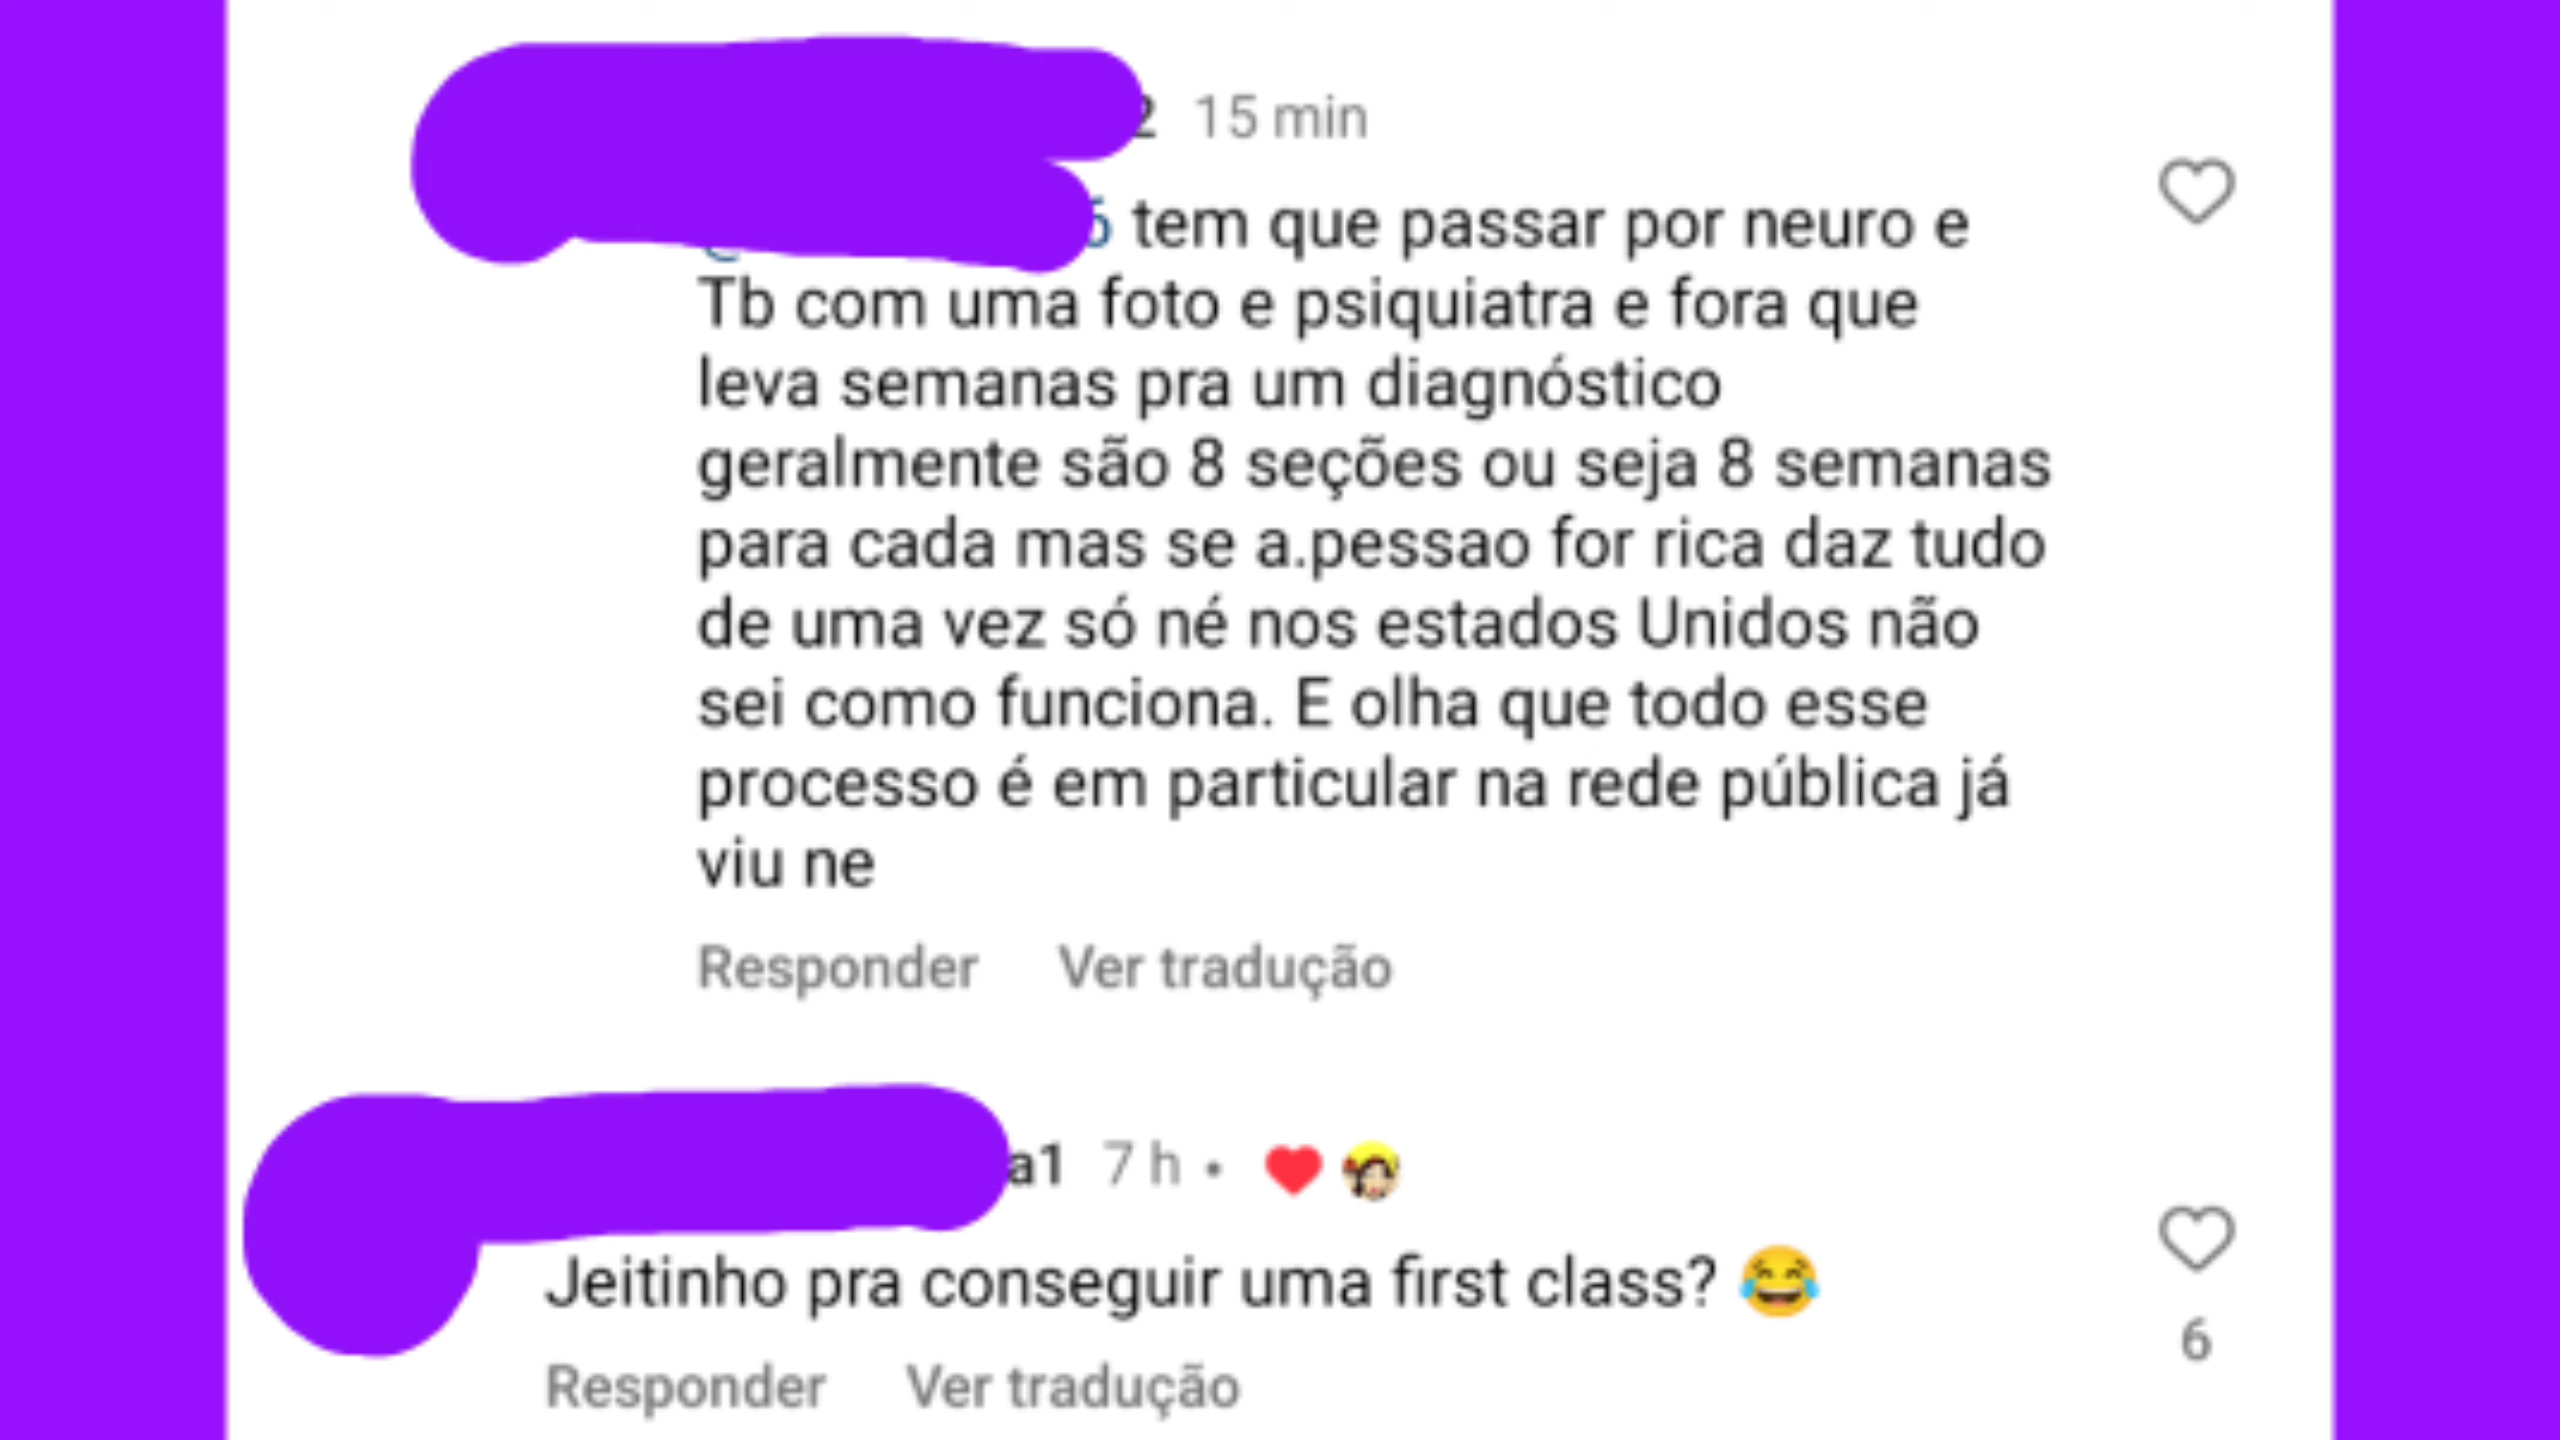 2 15 min
tem que passar por neuro e
Tb com uma foto e psiquiatra e fora que
leva semanas pra um diagnóstico
geralmente são 8 seções ou seja 8 semanas
para cada mas se a.pessao for rica daz tudo
de uma vez só né nos estados Unidos não
sei como funciona. E olha que todo esse
processo é em particular na rede pública já
viu ne
Responder Ver tradução
a1 7 h •
Jeitinho pra conseguir uma first class? 😂
6
Responder Ver tradução